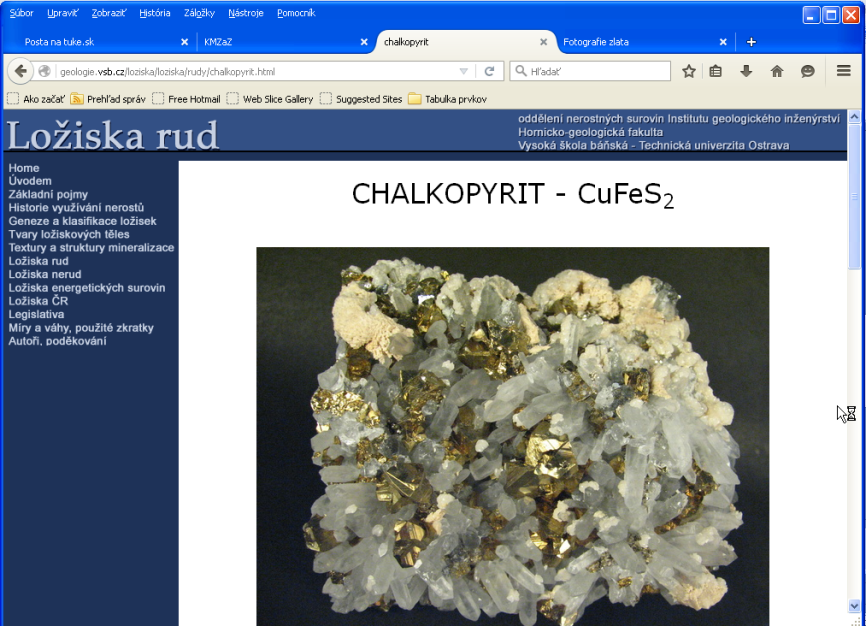 Súbor Upraviť Zobraziť História Záložky Nástroje Pomocník
Posta na tuke.sk KMZaZ chalkopyrit Fotografie zlata
geologie.vsb.cz/loziska/loziska/rudy/chalkopyrit.html Hľadať
Ako začať Prehľad správ Free Hotmail Web Slice Gallery Suggested Sites Tabulka prvkov
Ložiska rud
oddělení nerostných surovin Institutu geologického inženýrství
Hornicko-geologická fakulta
Vysoká škola báňská - Technická univerzita Ostrava
Home
Úvodem
Základní pojmy
Historie využívání nerostů
Geneze a klasifikace ložisek
Tvary ložiskových těles
Textury a struktury mineralizace
Ložiska rud
Ložiska nerud
Ložiska energetických surovin
Ložiska ČR
Legislativa
Míry a váhy, použité zkratky
Autoři, poděkování
CHALKOPYRIT - CuFeS₂